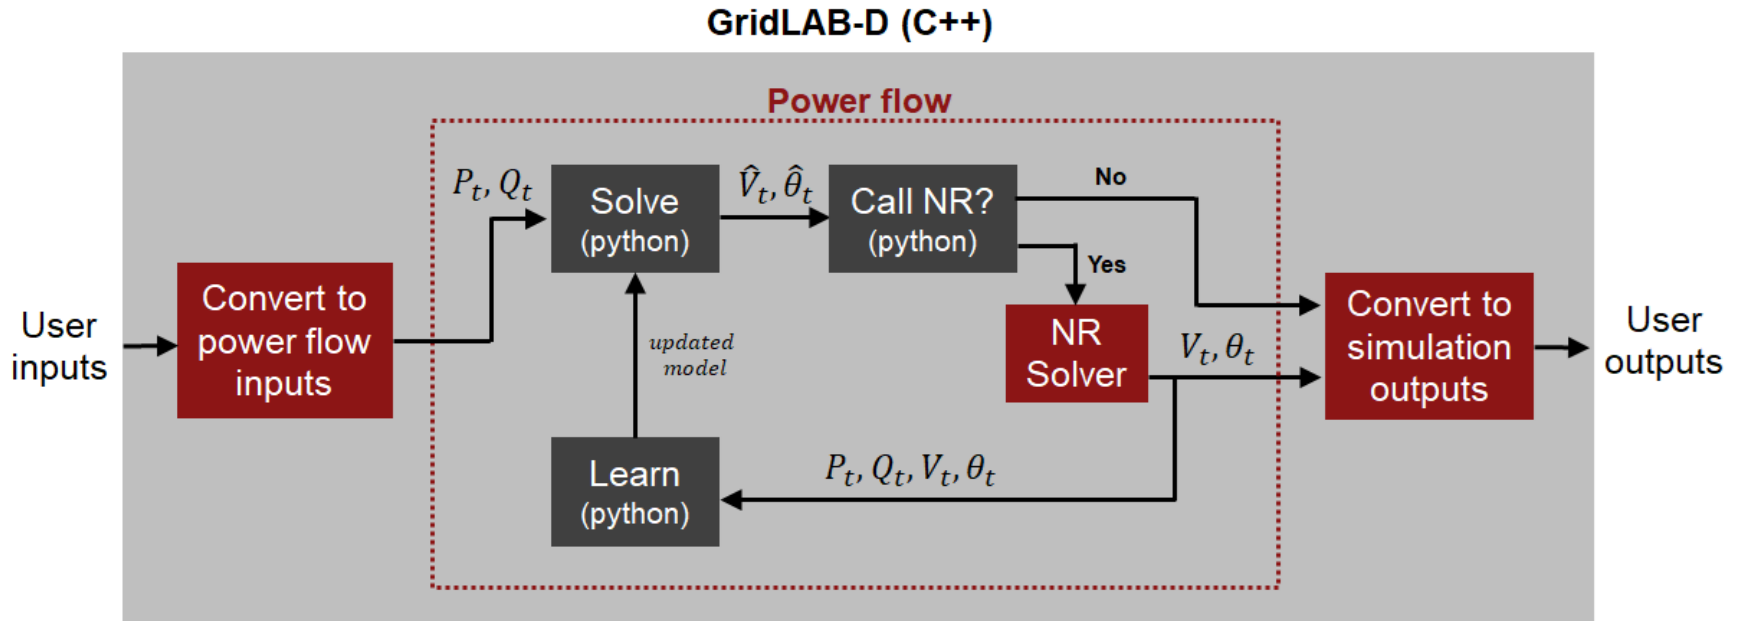 GridLAB-D (C++)
Power flow
User
inputs
Convert to
power flow
inputs
P_t, Q_t
Solve
(python)
V̂_t, θ̂_t
Call NR?
(python)
No
Yes
NR
Solver
V_t, θ_t
updated
model
Learn
(python)
P_t, Q_t, V_t, θ_t
Convert to
simulation
outputs
User
outputs